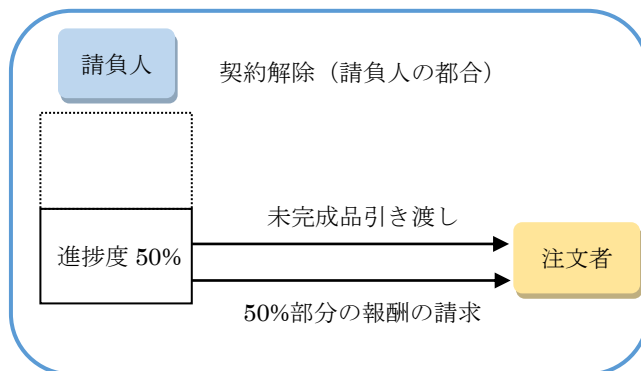 請負人
契約解除（請負人の都合）
未完成品引き渡し
進捗度 50%
注文者
50%部分の報酬の請求